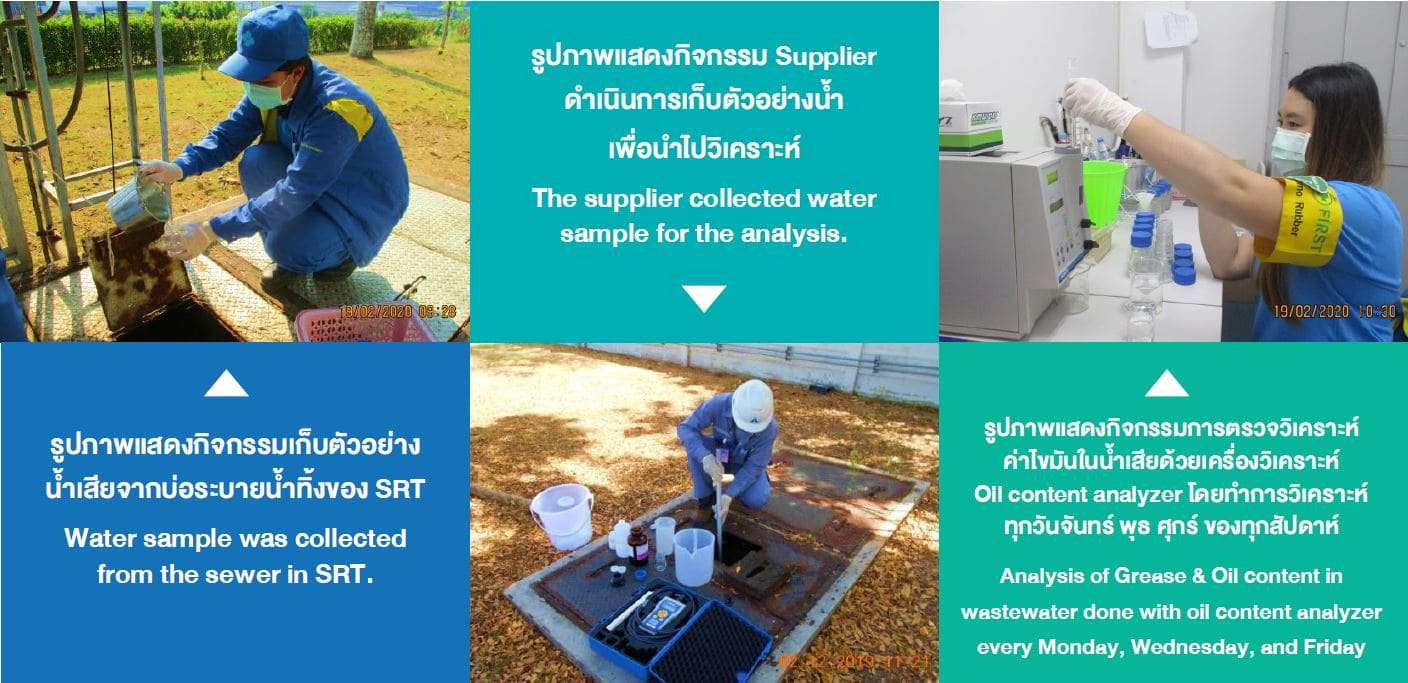 19/02/2020 08:28
รูปภาพแสดงกิจกรรม Supplier
ดำเนินการเก็บตัวอย่างน้ำ
เพื่อนำไปวิเคราะห์
The supplier collected water
sample for the analysis.
FIRST
Rubber
19/02/2020 10:30
รูปภาพแสดงกิจกรรมเก็บตัวอย่าง
น้ำเสียจากบ่อระบายน้ำทิ้งของ SRT
Water sample was collected
from the sewer in SRT.
02.12.2019 11:21
รูปภาพแสดงกิจกรรมการตรวจวิเคราะห์
ค่าไขมันในน้ำเสียด้วยเครื่องวิเคราะห์
Oil content analyzer โดยทำการวิเคราะห์
ทุกวันจันทร์ พุธ ศุกร์ ของทุกสัปดาห์
Analysis of Grease & Oil content in
wastewater done with oil content analyzer
every Monday, Wednesday, and Friday